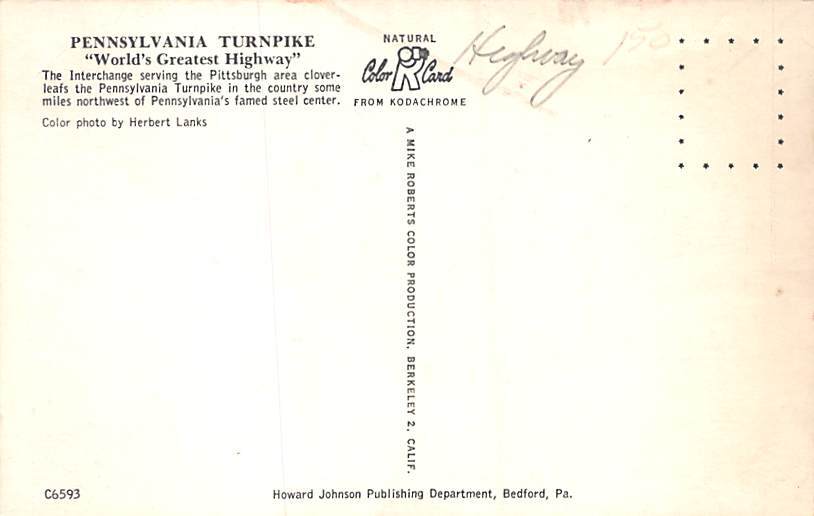 PENNSYLVANIA TURNPIKE
"World's Greatest Highway"
The Interchange serving the Pittsburgh area clover-
leafs the Pennsylvania Turnpike in the country some
miles northwest of Pennsylvania's famed steel center.
Color photo by Herbert Lanks
NATURAL
Color Card
FROM KODACHROME
Highway
150
A MIKE ROBERTS COLOR PRODUCTION, BERKELEY 2, CALIF.
C6593
Howard Johnson Publishing Department, Bedford, Pa.